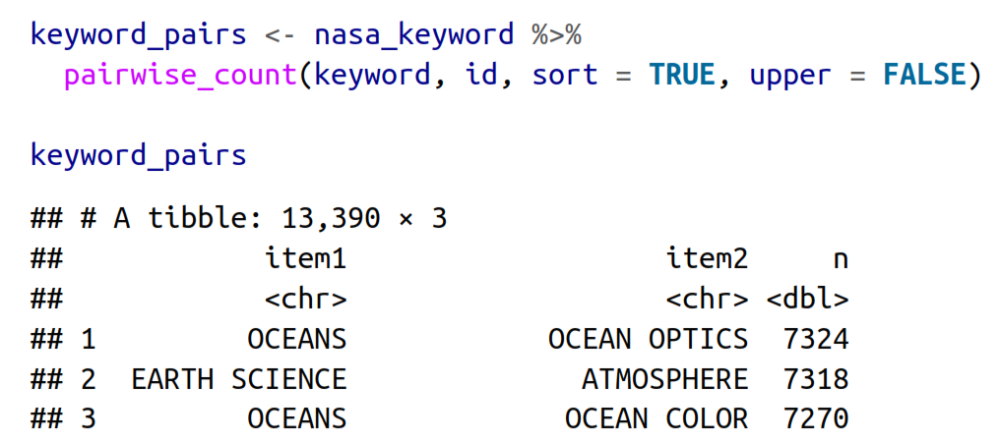 keyword_pairs <- nasa_keyword %>%
  pairwise_count(keyword, id, sort = TRUE, upper = FALSE)
keyword_pairs
## # A tibble: 13,390 × 3
##            item1                   item2     n
##            <chr>                   <chr> <dbl>
## 1         OCEANS            OCEAN OPTICS  7324
## 2  EARTH SCIENCE              ATMOSPHERE  7318
## 3         OCEANS             OCEAN COLOR  7270